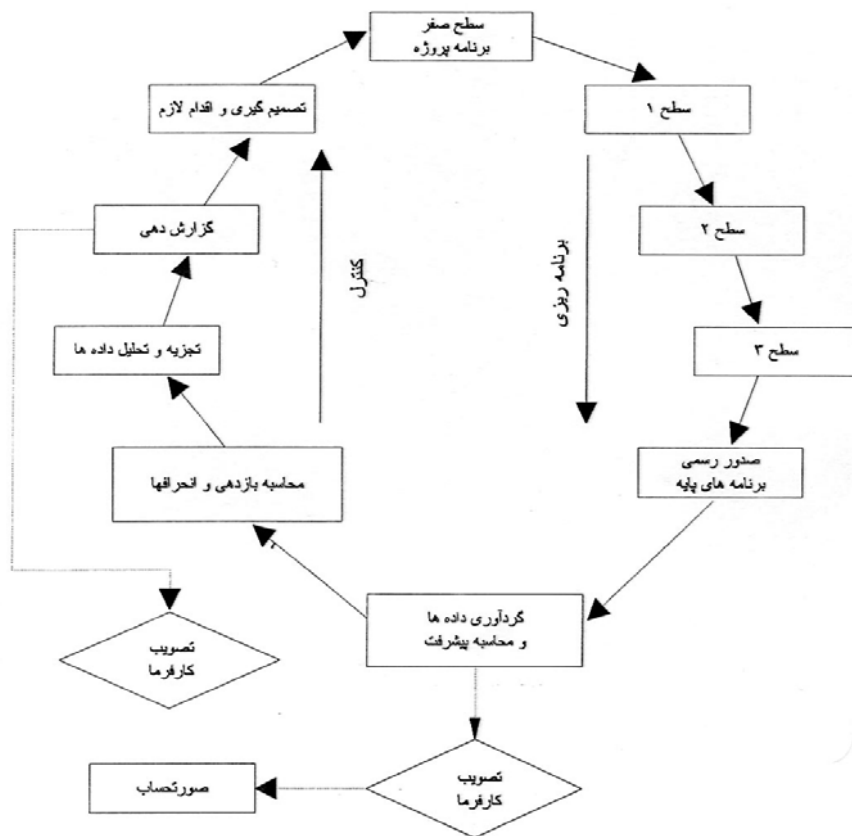 سطح صفر
برنامه پروژه
سطح ۱
سطح ۲
سطح ۳
صدور رسمی
برنامه های پایه
گردآوری داده ها
و محاسبه پیشرفت
محاسبه بازدهی و انحرافها
تجزیه و تحلیل داده ها
گزارش دهی
تصمیم گیری و اقدام لازم
برنامه ریزی
کنترل
تصویب
کارفرما
تصویب
کارفرما
صورتحساب